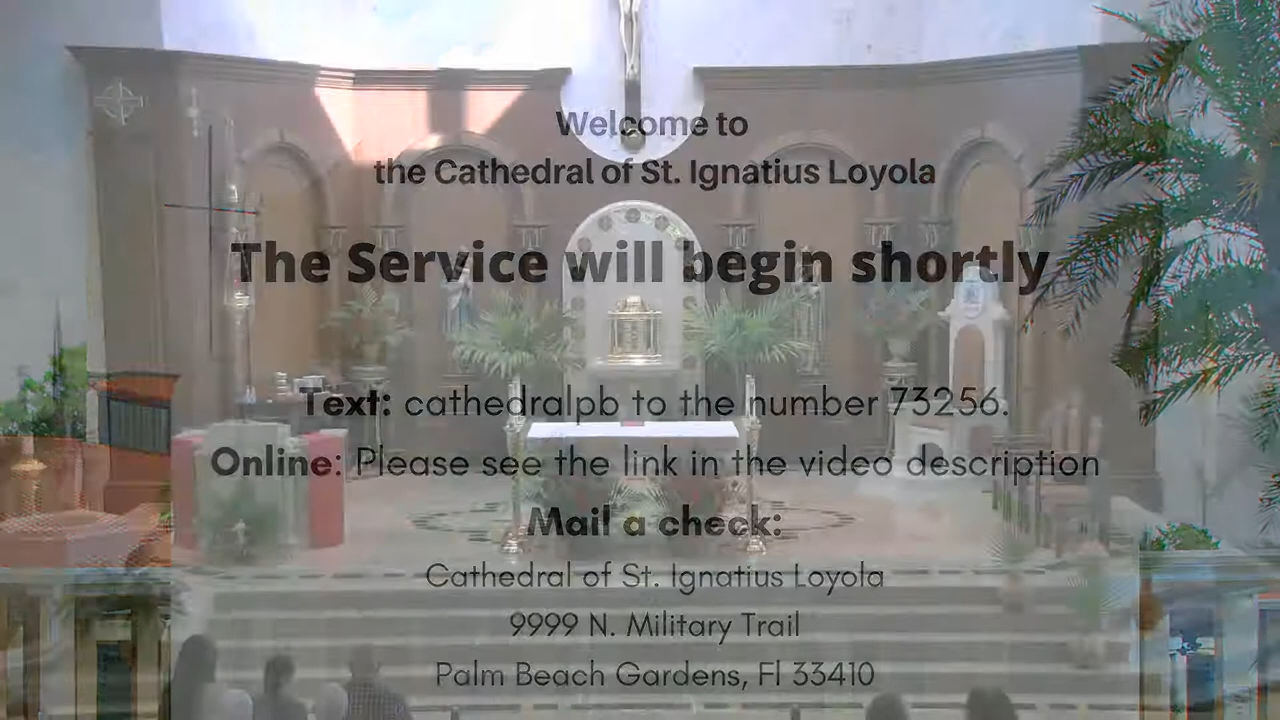 Welcome to
the Cathedral of St. Ignatius Loyola
The Service will begin shortly
Text: cathedralpb to the number 73256.
Online: Please see the link in the video description
Mail a check:
Cathedral of St. Ignatius Loyola
9999 N. Military Trail
Palm Beach Gardens, Fl 33410